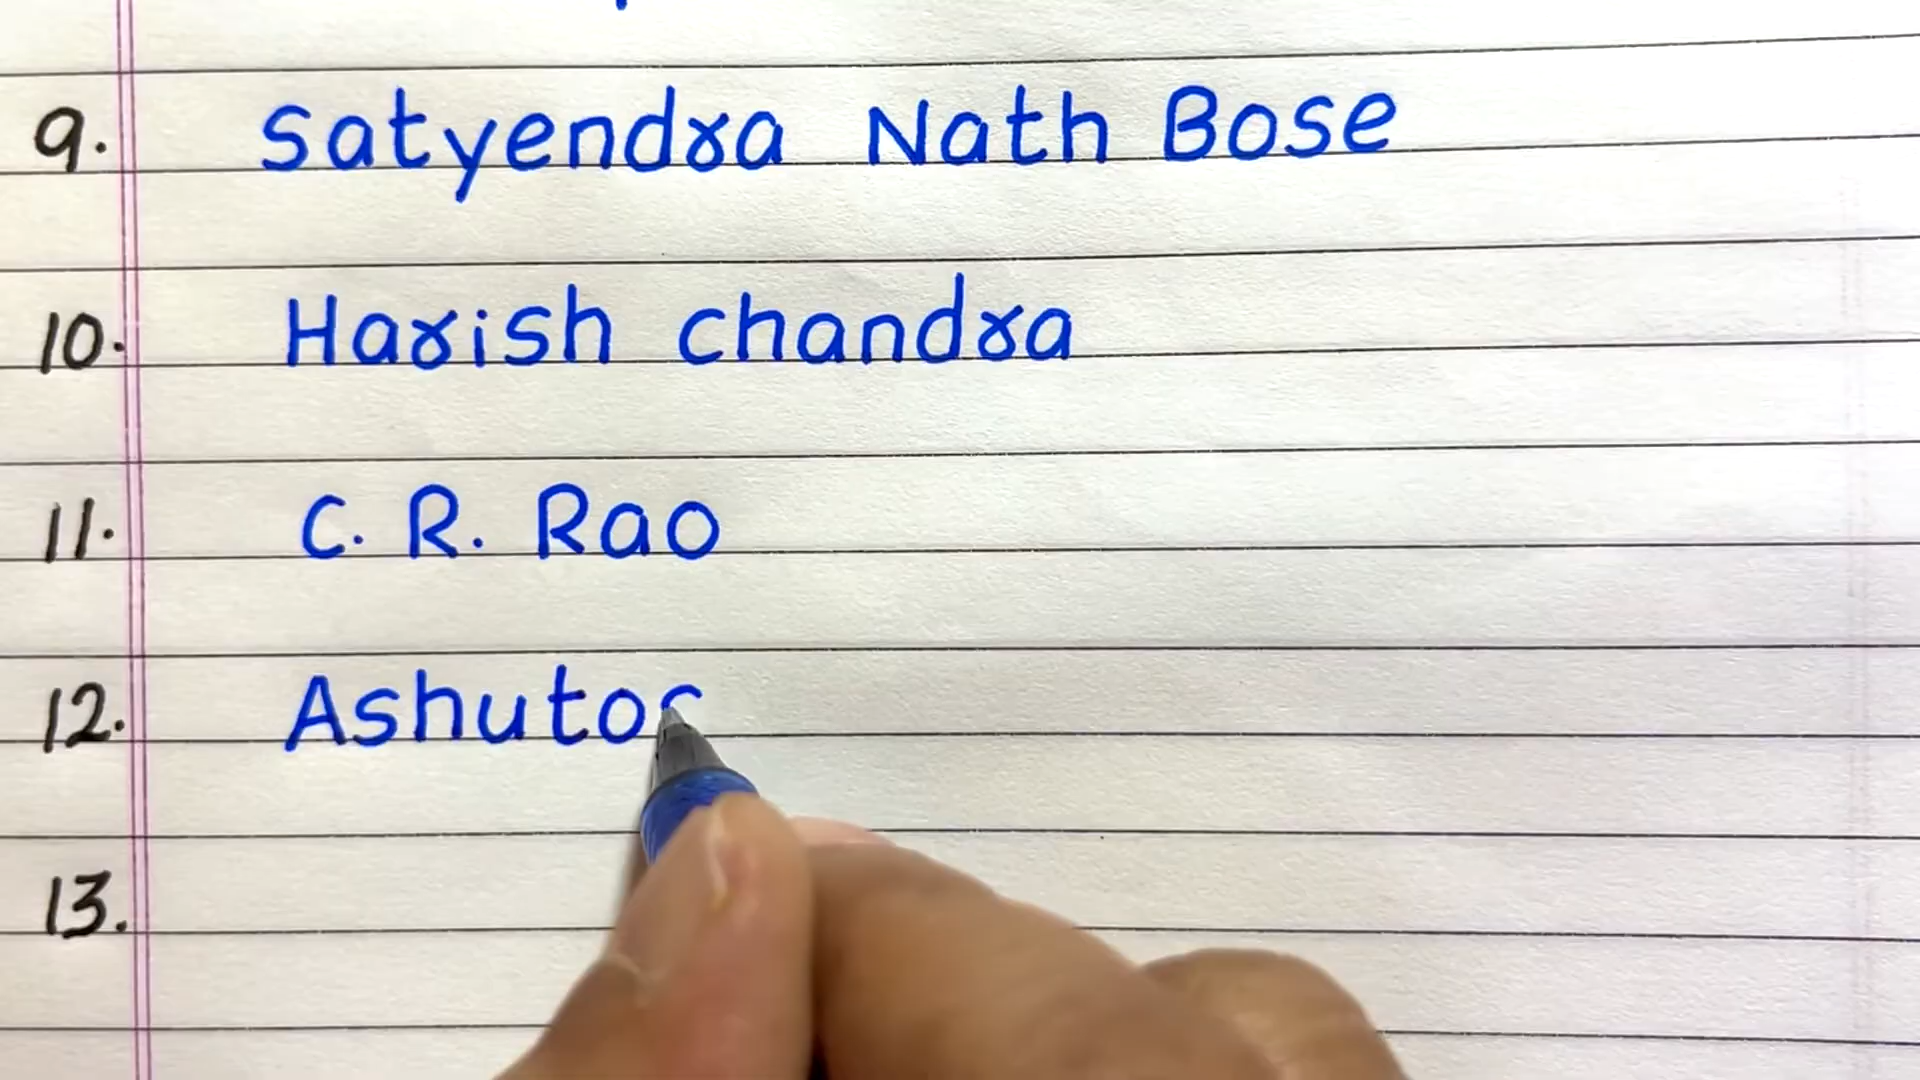 9. Satyendra Nath Bose
10. Harish chandra
11. C. R. Rao
12. Ashutos
13.